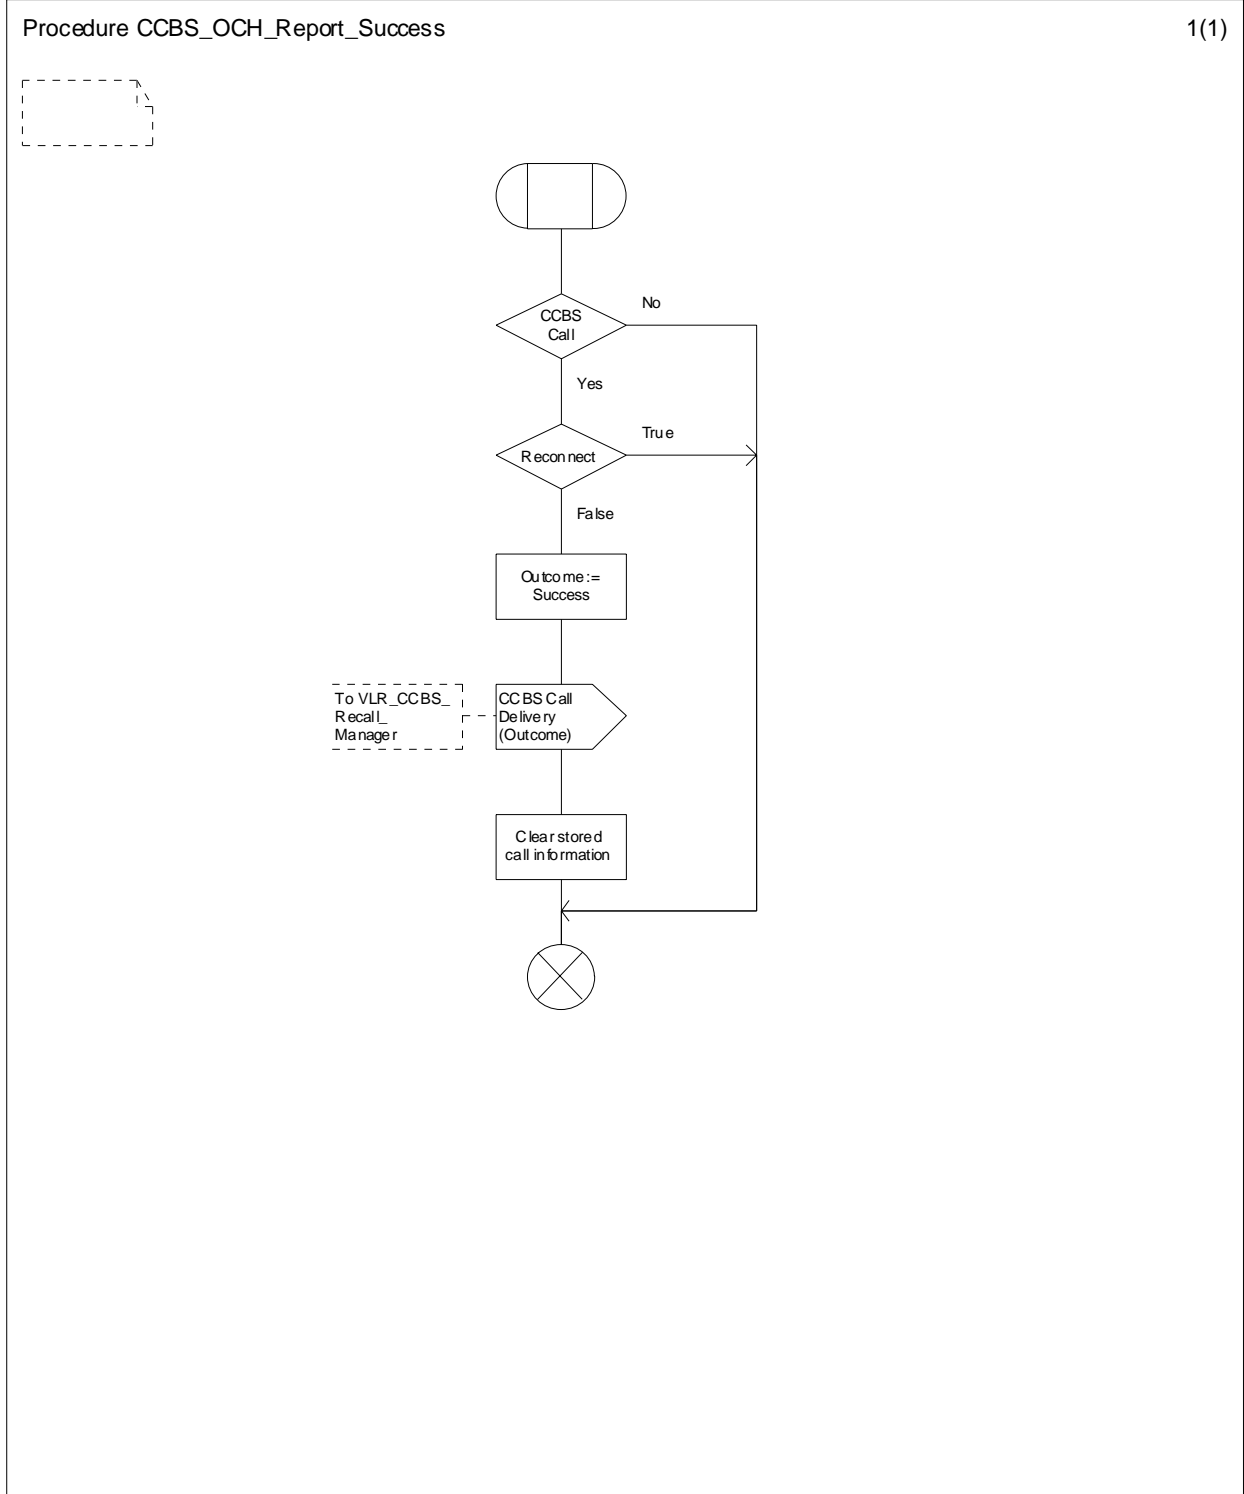 Procedure CCBS_OCH_Report_Success 1(1)
No
CCBS
Call
Yes
True
Reconnect
False
Outcome:=
Success
To VLR_CCBS_
Recall_
Manager
CCBS Call
Delivery
(Outcome)
Clear stored
call information